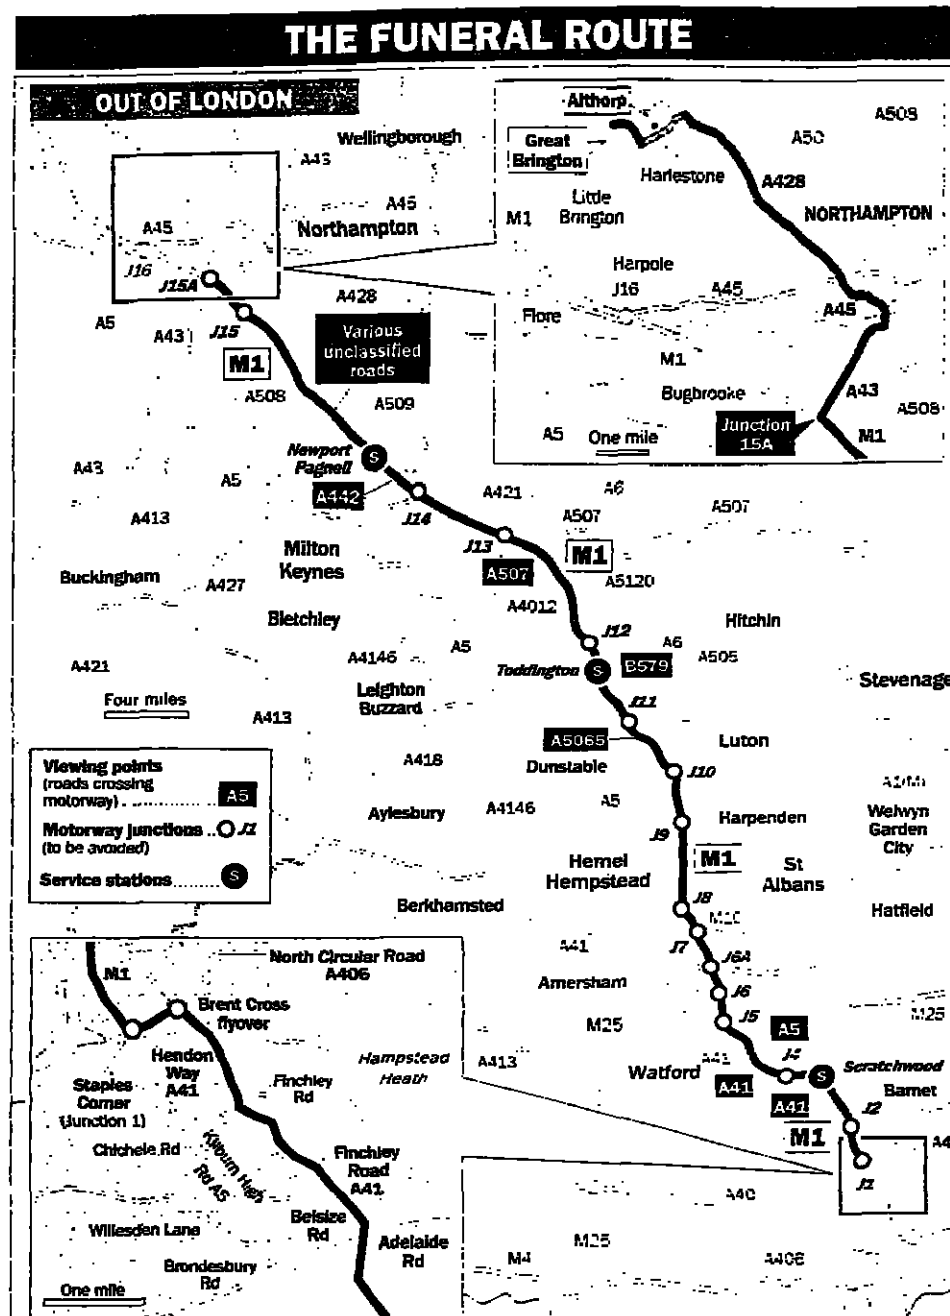 THE FUNERAL ROUTE
OUT OF LONDON
Wellingborough
A43
A45
A45
Northampton
J16
J15A
A428
A5
A43
J15
M1
Various
unclassified
roads
A508
A509
Althorp
Great
Brington
A50
A508
Harlestone
A428
Little
Brington
M1
NORTHAMPTON
Harpole
J16
A45
Flore
A45
M1
Bugbrooke
A43
A508
Junction
15A
M1
A5
One mile
Newport
Pagnell
S
A43
A5
A442
J14
A421
A6
A507
A507
A413
J13
M1
Milton
Keynes
A507
A5120
Buckingham
A427
A4012
Bletchley
Hitchin
J12
A6
A505
A5
A4146
Toddington
S
B579
A421
Stevenage
Leighton
Buzzard
Four miles
A413
J11
A5065
Luton
Dunstable
A418
J10
Viewing points
(roads crossing
motorway)
A5
Motorway junctions
J1
(to be avoided)
Service stations
S
Aylesbury
A4146
A5
J9
Harpenden
Welwyn
Garden
City
M1
Hemel
Hempstead
St
Albans
Berkhamsted
J8
Hatfield
J7
A41
J6A
Amersham
J6
M25
J5
M25
A5
J4
A413
A41
Watford
A41
S
Scratchwood
A41
Barnet
J2
M1
J1
A40
M25
M4
A406
M1
North Circular Road
A406
Brent Cross
flyover
Hendon
Way
A41
Hampstead
Heath
Staples
Corner
(Junction 1)
Finchley
Rd
Chichele Rd
Kilburn High
Rd A5
Finchley
Road
A41
Willesden Lane
Belsize
Rd
Adelaide
Rd
Brondesbury
Rd
One mile